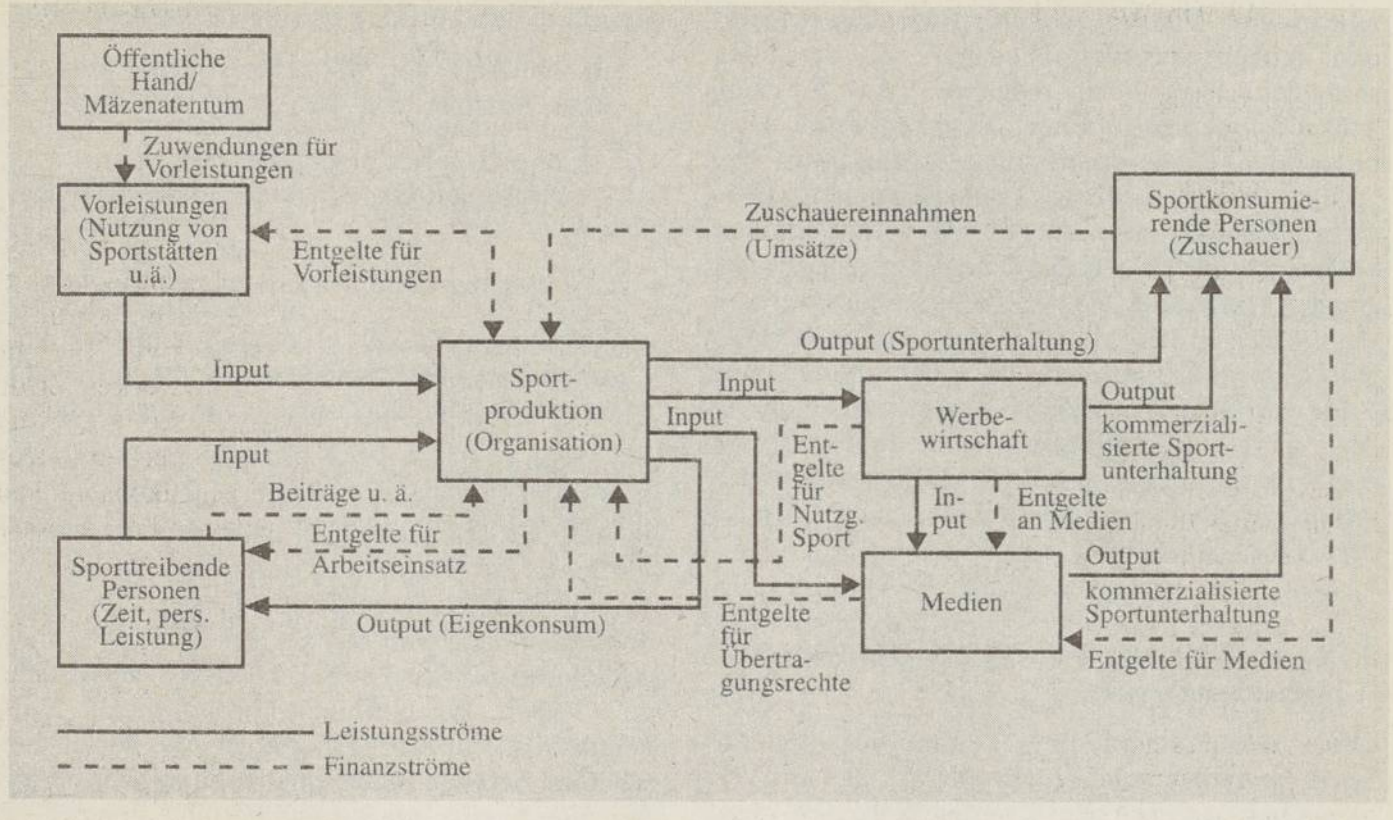 Öffentliche
Hand/
Mäzenatentum
Zuwendungen für
Vorleistungen
Vorleistungen
(Nutzung von
Sportstätten
u.ä.)
Entgelte für
Vorleistungen
Zuschauereinnahmen
(Umsätze)
Sportkonsumie-
rende Personen
(Zuschauer)
Input
Input
Sport-
produktion
(Organisation)
Output (Sportunterhaltung)
Input
Input
Werbe-
wirtschaft
Output
kommerziali-
sierte Sport-
unterhaltung
Beiträge u. ä.
Entgelte für
Arbeitseinsatz
Ent-
gelte
für
Nutzg.
Sport
In-
put
Entgelte
an Medien
Sporttreibende
Personen
(Zeit, pers.
Leistung)
Output (Eigenkonsum)
Entgelte
für
Übertra-
gungsrechte
Medien
Output
kommerzialisierte
Sportunterhaltung
Entgelte für Medien
Leistungsströme
Finanzströme